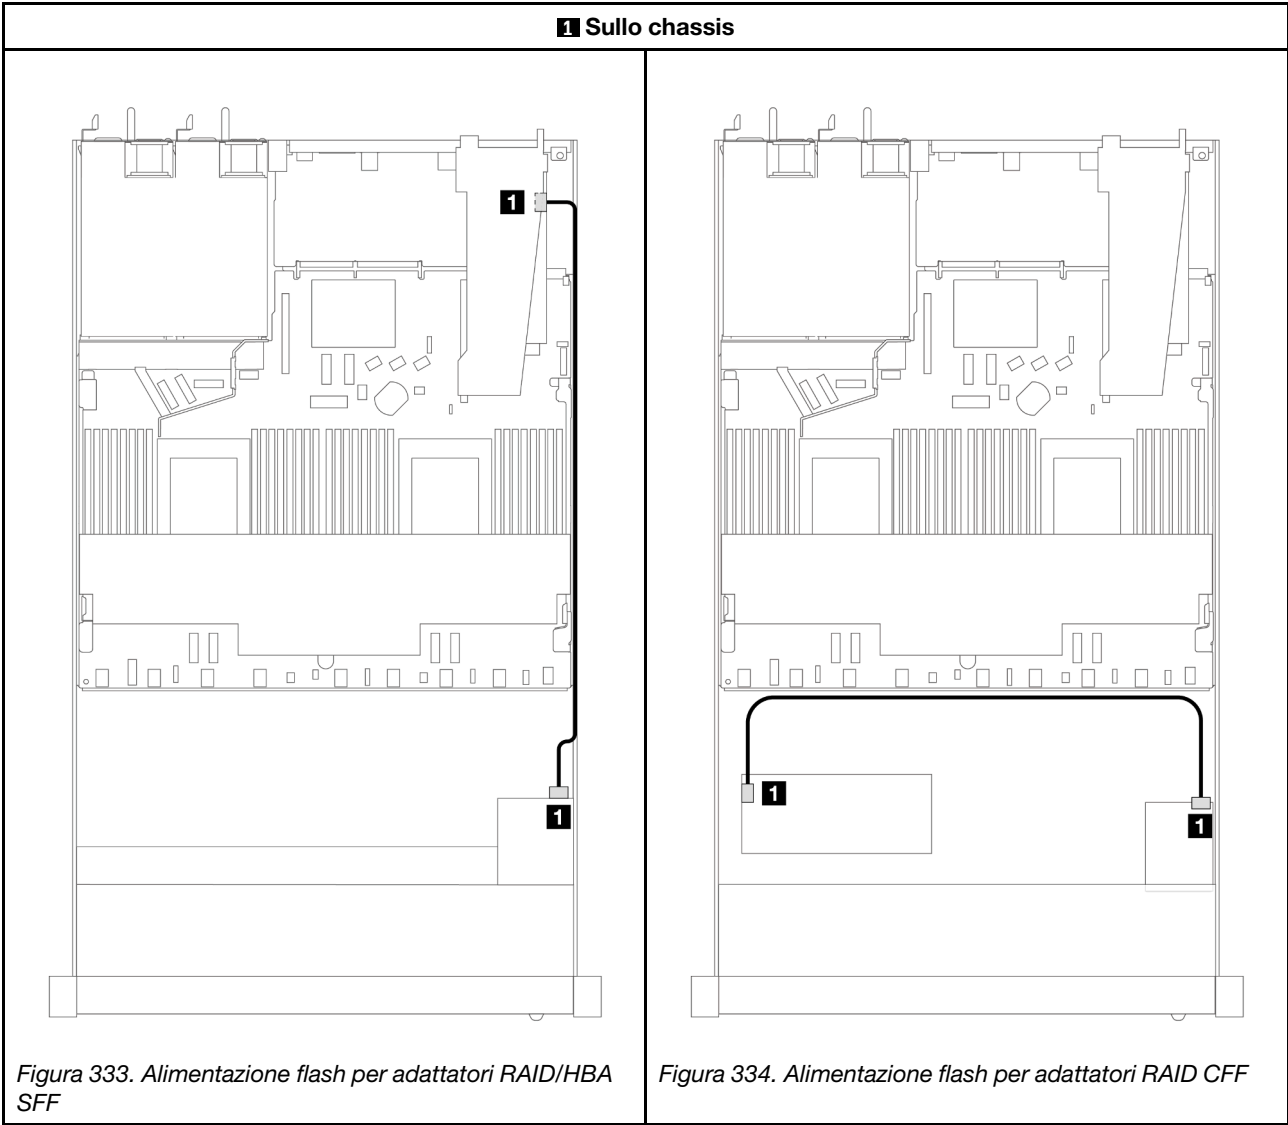 1 Sullo chassis
1
1
Figura 333. Alimentazione flash per adattatori RAID/HBA
SFF
1
1
Figura 334. Alimentazione flash per adattatori RAID CFF